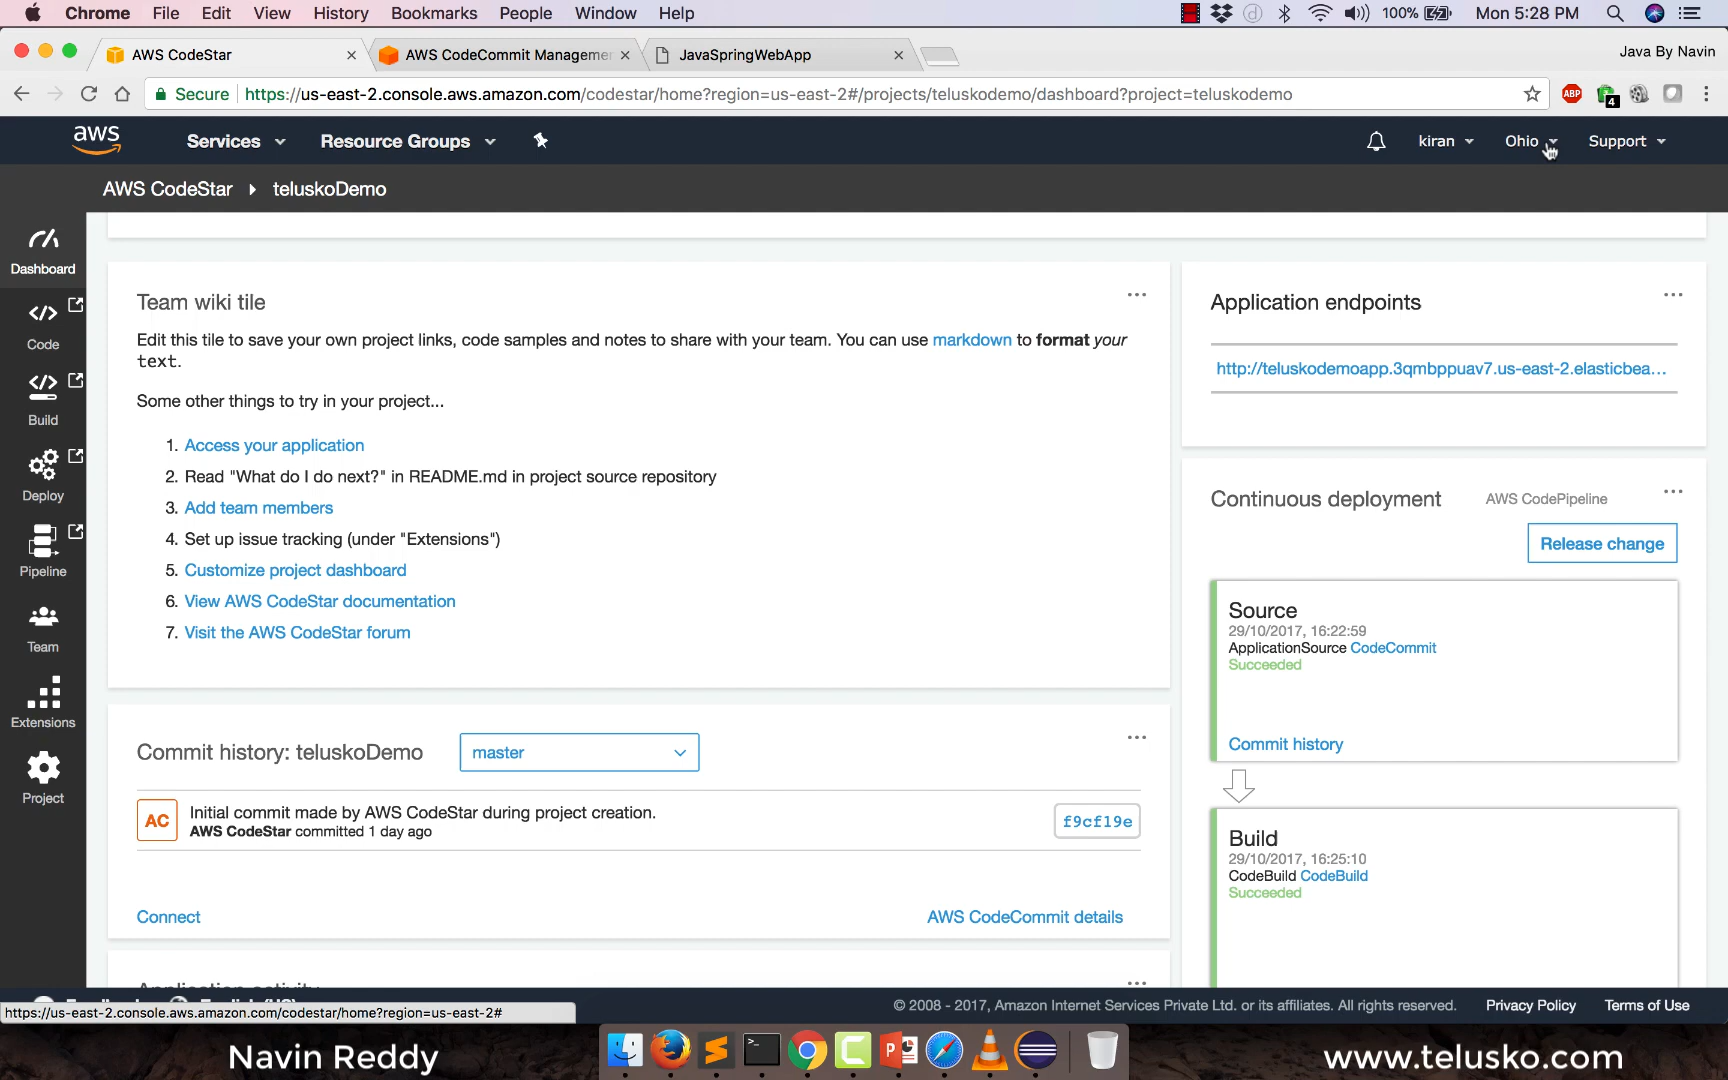 Chrome File Edit View History Bookmarks People Window Help 100% Mon 5:28 PM
AWS CodeStar AWS CodeCommit Managemen JavaSpringWebApp Java By Navin
Secure https://us-east-2.console.aws.amazon.com/codestar/home?region=us-east-2#/projects/teluskodemo/dashboard?project=teluskodemo ABP 4
aws Services Resource Groups kiran Ohio Support
AWS CodeStar teluskoDemo
Dashboard
Code
Build
Deploy
Pipeline
Team
Extensions
Project
Team wiki tile
Edit this tile to save your own project links, code samples and notes to share with your team. You can use markdown to format your
text.
Some other things to try in your project...
1. Access your application
2. Read "What do I do next?" in README.md in project source repository
3. Add team members
4. Set up issue tracking (under "Extensions")
5. Customize project dashboard
6. View AWS CodeStar documentation
7. Visit the AWS CodeStar forum
Commit history: teluskoDemo master
AC Initial commit made by AWS CodeStar during project creation.
AWS CodeStar committed 1 day ago
f9cf19e
Connect AWS CodeCommit details
Application activity
Application endpoints
http://teluskodemoapp.3qmbppuav7.us-east-2.elasticbea...
Continuous deployment AWS CodePipeline
Release change
Source
29/10/2017, 16:22:59
ApplicationSource CodeCommit
Succeeded
Commit history
Build
29/10/2017, 16:25:10
CodeBuild CodeBuild
Succeeded
© 2008 - 2017, Amazon Internet Services Private Ltd. or its affiliates. All rights reserved. Privacy Policy Terms of Use
https://us-east-2.console.aws.amazon.com/codestar/home?region=us-east-2#
Navin Reddy www.telusko.com